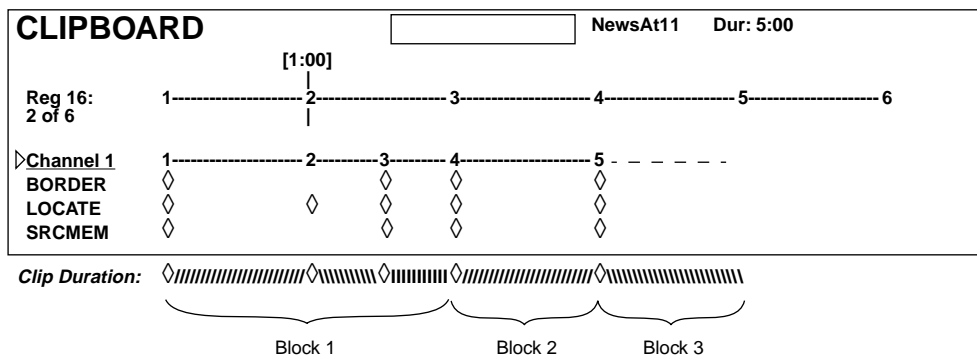 CLIPBOARD NewsAt11 Dur: 5:00
[1:00]
Reg 16: 1 2 3 4 5 6
2 of 6
Channel 1 1 2 3 4 5
BORDER
LOCATE
SRCMEM
Clip Duration:
Block 1 Block 2 Block 3